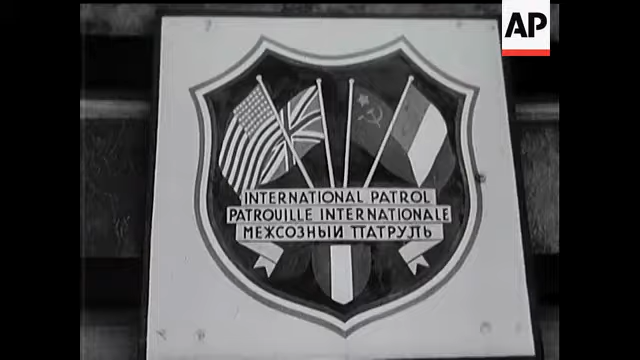 AP
INTERNATIONAL PATROL
PATROUILLE INTERNATIONALE
МЕЖСОЗНЫЙ ПАТРУЛЬ